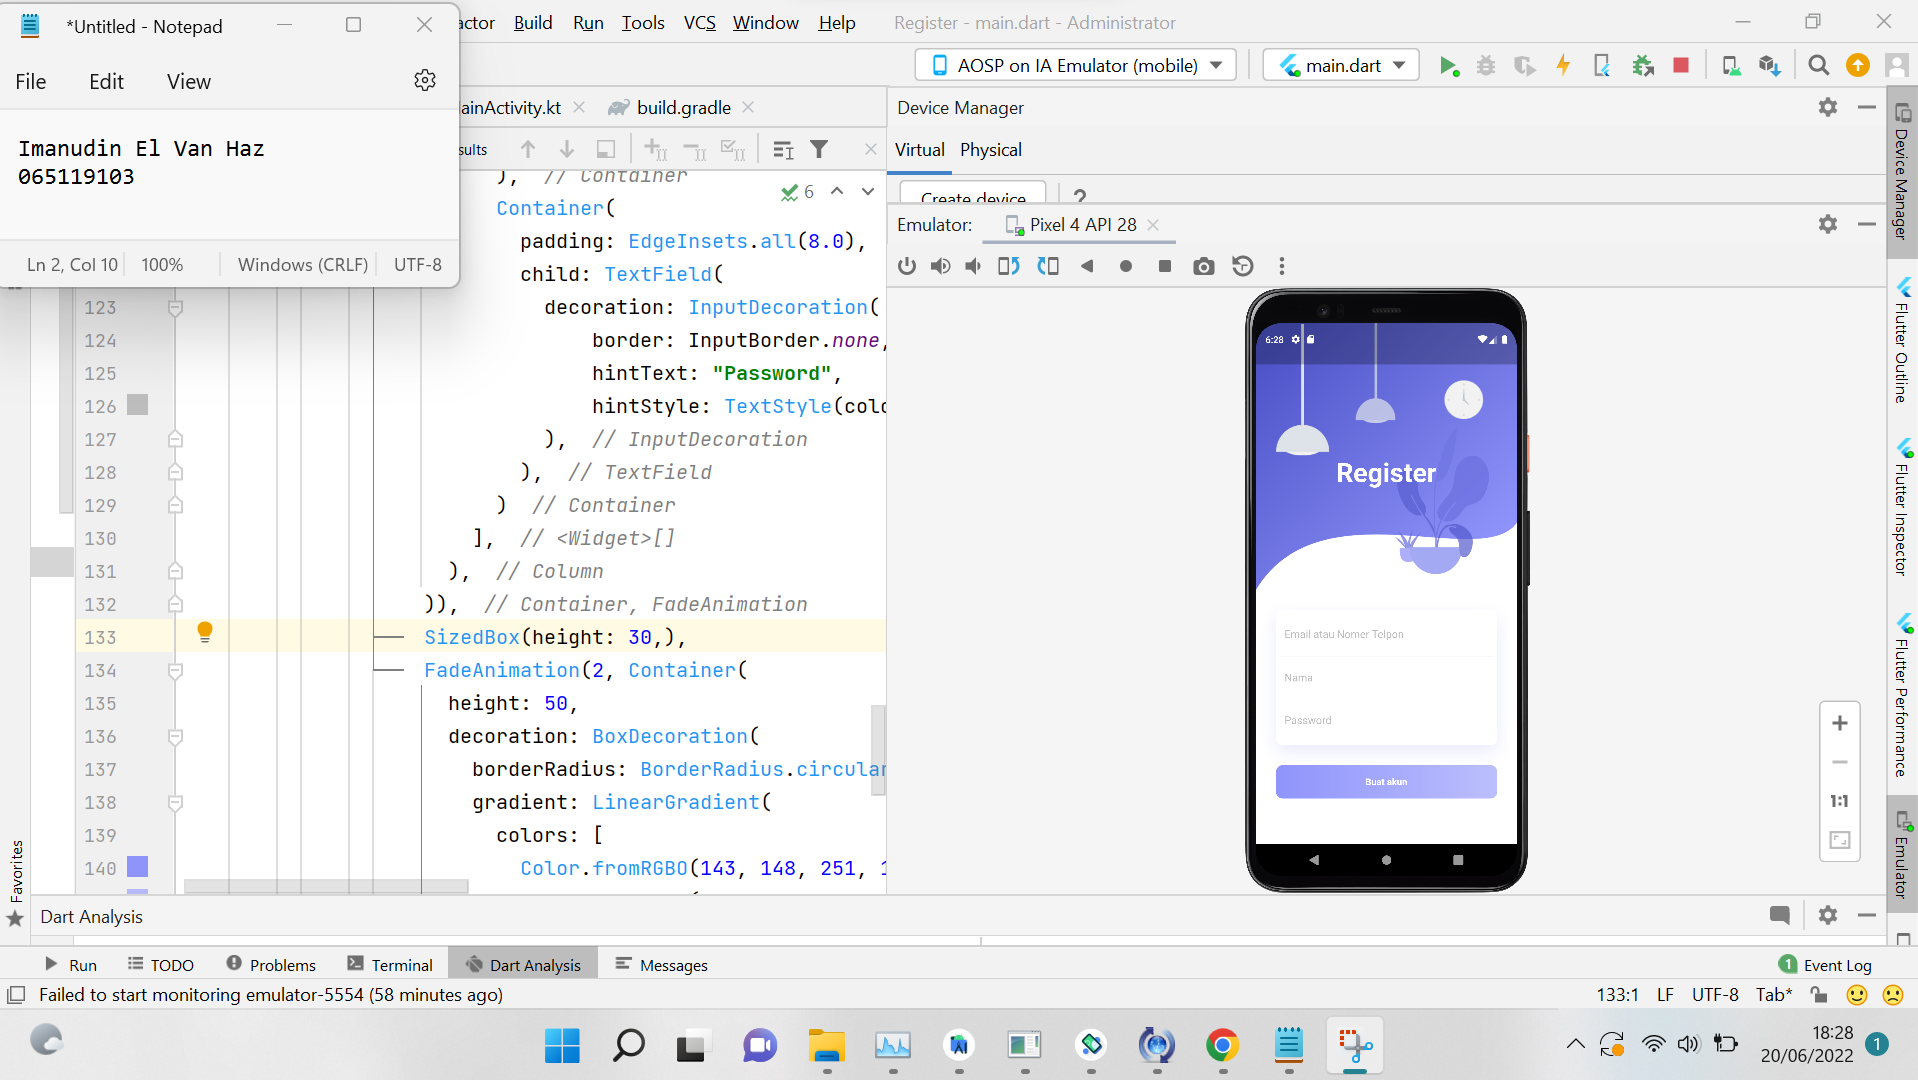 *Untitled - Notepad
File Edit View
Imanudin El Van Haz
065119103
Ln 2, Col 10 100% Windows (CRLF) UTF-8
actor Build Run Tools VCS Window Help Register - main.dart - Administrator
AOSP on IA Emulator (mobile) main.dart
ainActivity.kt build.gradle
sults
6
), // Container
Container(
padding: EdgeInsets.all(8.0),
child: TextField(
123 decoration: InputDecoration(
124 border: InputBorder.none,
125 hintText: "Password",
126 hintStyle: TextStyle(colo
127 ), // InputDecoration
128 ), // TextField
129 ) // Container
130 ], // <Widget>[]
131 ), // Column
132 )), // Container, FadeAnimation
133 SizedBox(height: 30,),
134 FadeAnimation(2, Container(
135 height: 50,
136 decoration: BoxDecoration(
137 borderRadius: BorderRadius.circular
138 gradient: LinearGradient(
139 colors: [
140 Color.fromRGBO(143, 148, 251, 1
Device Manager
Virtual Physical
Create device ?
Emulator: Pixel 4 API 28
6:28
Register
Email atau Nomer Telpon
Nama
Password
Buat akun
1:1
Device Manager
Flutter Outline
Flutter Inspector
Flutter Performance
Emulator
Favorites
Dart Analysis
Run TODO Problems Terminal Dart Analysis Messages 1 Event Log
Failed to start monitoring emulator-5554 (58 minutes ago) 133:1 LF UTF-8 Tab*
18:28
20/06/2022 1